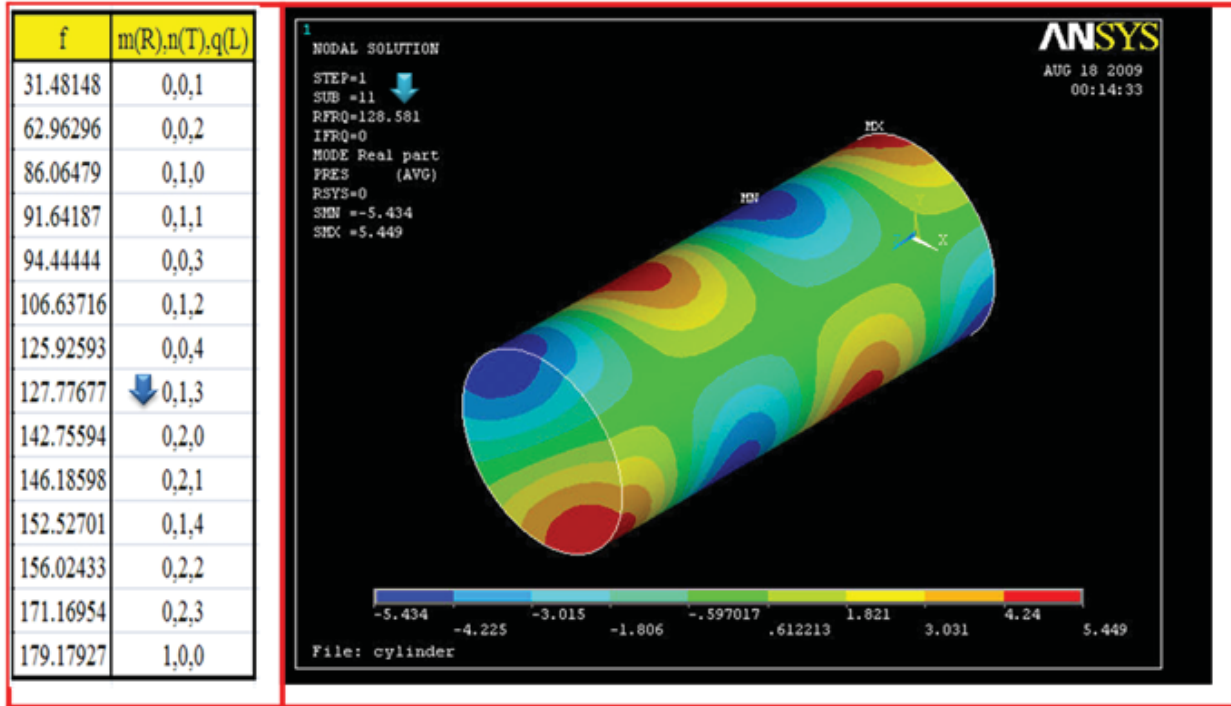 f m(R),n(T),q(L)
31.48148 0,0,1
62.96296 0,0,2
86.06479 0,1,0
91.64187 0,1,1
94.44444 0,0,3
106.63716 0,1,2
125.92593 0,0,4
127.77677 0,1,3
142.75594 0,2,0
146.18598 0,2,1
152.52701 0,1,4
156.02433 0,2,2
171.16954 0,2,3
179.17927 1,0,0
1
NODAL SOLUTION
STEP=1
SUB =11
RFRQ=128.581
IFRQ=0
MODE Real part
PRES (AVG)
RSYS=0
SMN =-5.434
SMX =5.449
ANSYS
AUG 18 2009
00:14:33
MX
MN
Y
X
-5.434 -3.015 -.597017 1.821 4.24
-4.225 -1.806 .612213 3.031 5.449
File: cylinder